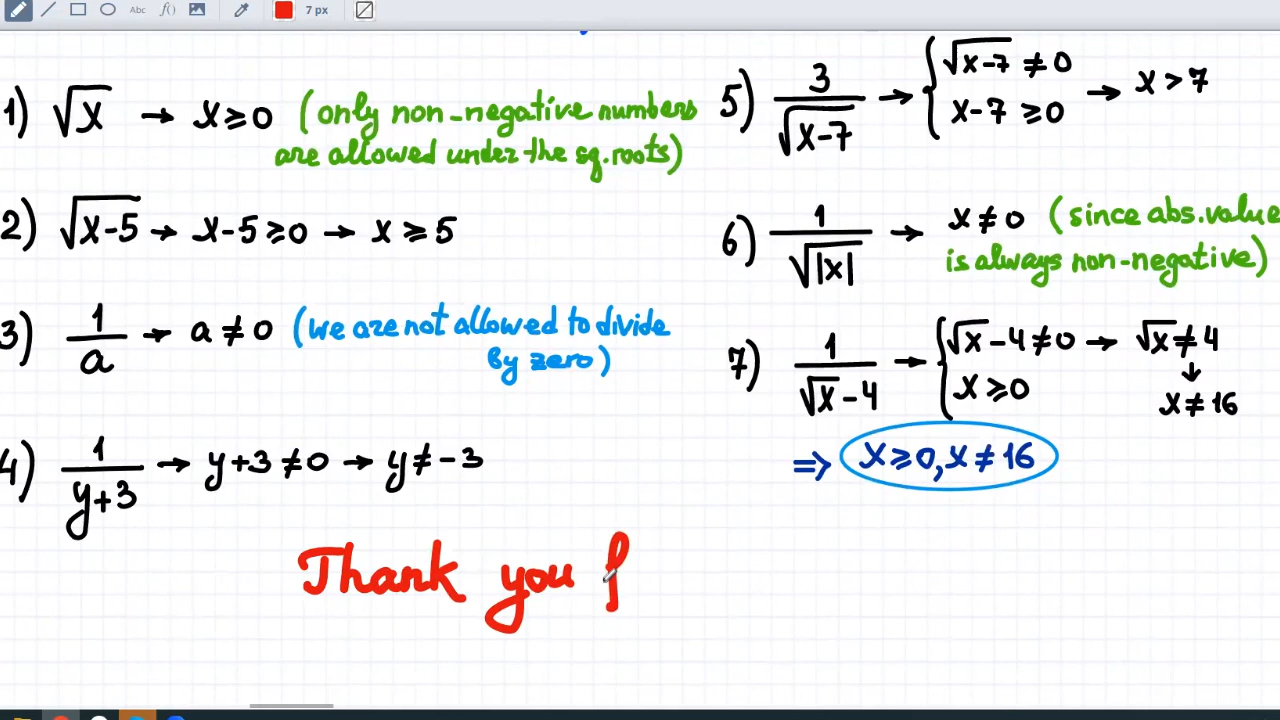 Abc f() 7 px
1) √x → x ≥ 0 (only non-negative numbers
are allowed under the sq. roots)
2) √(x-5) → x-5 ≥ 0 → x ≥ 5
3) 1/a → a ≠ 0 (we are not allowed to divide
by zero)
4) 1/(y+3) → y+3 ≠ 0 → y ≠ -3
5) 3/√(x-7) → { √(x-7) ≠ 0
x-7 ≥ 0 → x > 7
6) 1/√|x| → x ≠ 0 (since abs. value
is always non-negative)
7) 1/(√x-4) → { √x-4 ≠ 0 → √x ≠ 4
x ≥ 0 ↓
x ≠ 16
=> x ≥ 0, x ≠ 16
Thank you f